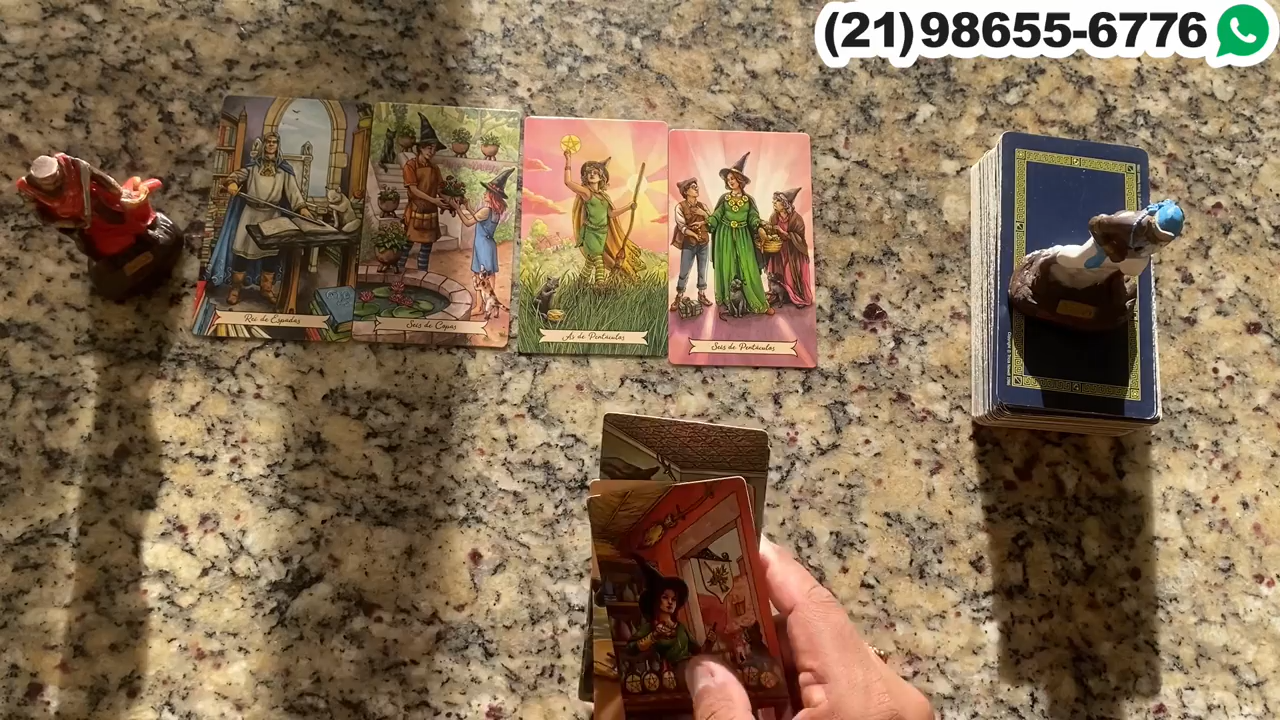 (21)98655-6776
Rei de Espadas
Seis de Copas
Ás de Pentáculos
Seis de Pentáculos